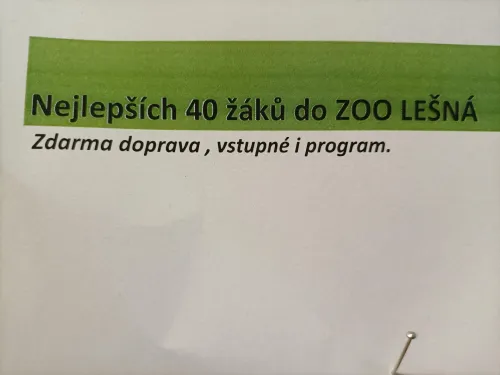 Nejlepších 40 žáků do ZOO LEŠNÁ
Zdarma doprava , vstupné i program.